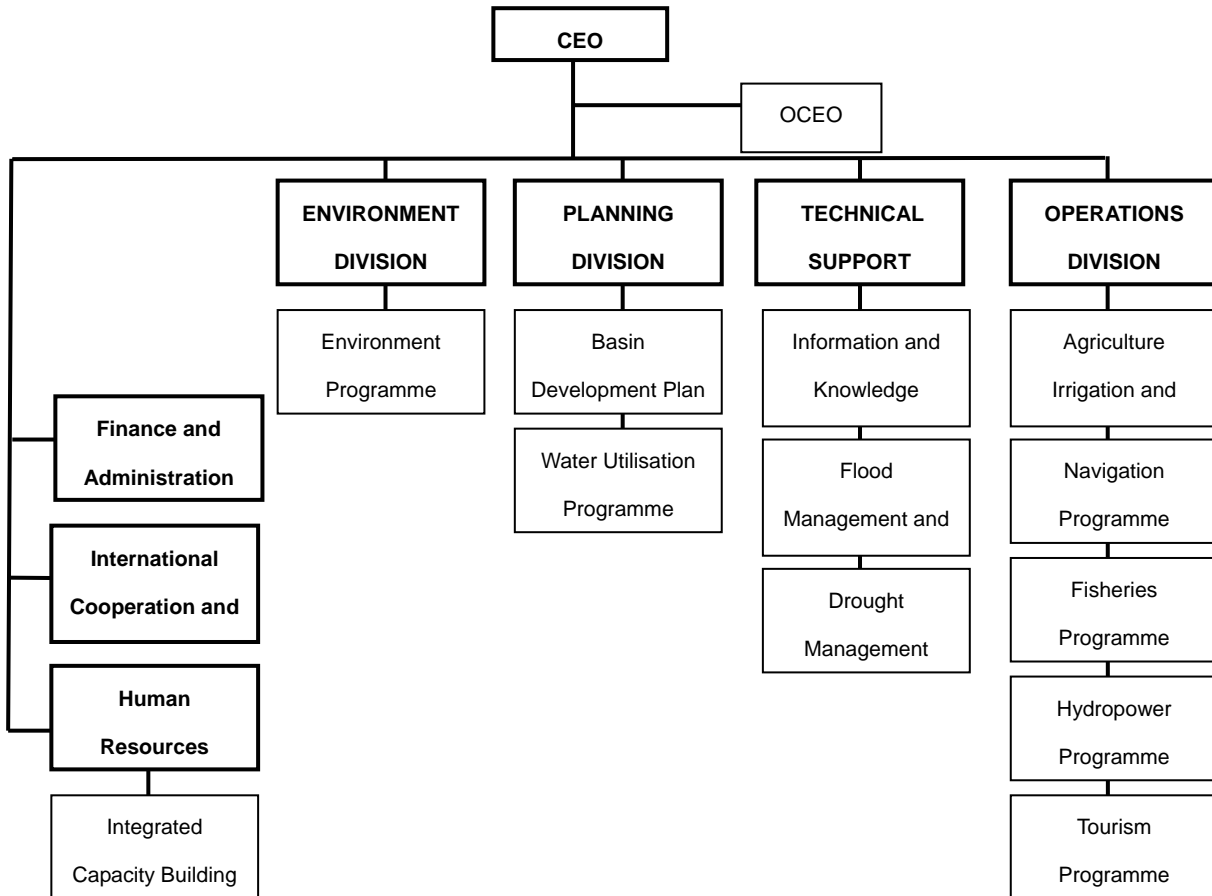 CEO
OCEO
ENVIRONMENT
DIVISION
PLANNING
DIVISION
TECHNICAL
SUPPORT
OPERATIONS
DIVISION
Environment
Programme
Basin
Development Plan
Water Utilisation
Programme
Information and
Knowledge
Flood
Management and
Drought
Management
Agriculture
Irrigation and
Navigation
Programme
Fisheries
Programme
Hydropower
Programme
Tourism
Programme
Finance and
Administration
International
Cooperation and
Human
Resources
Integrated
Capacity Building